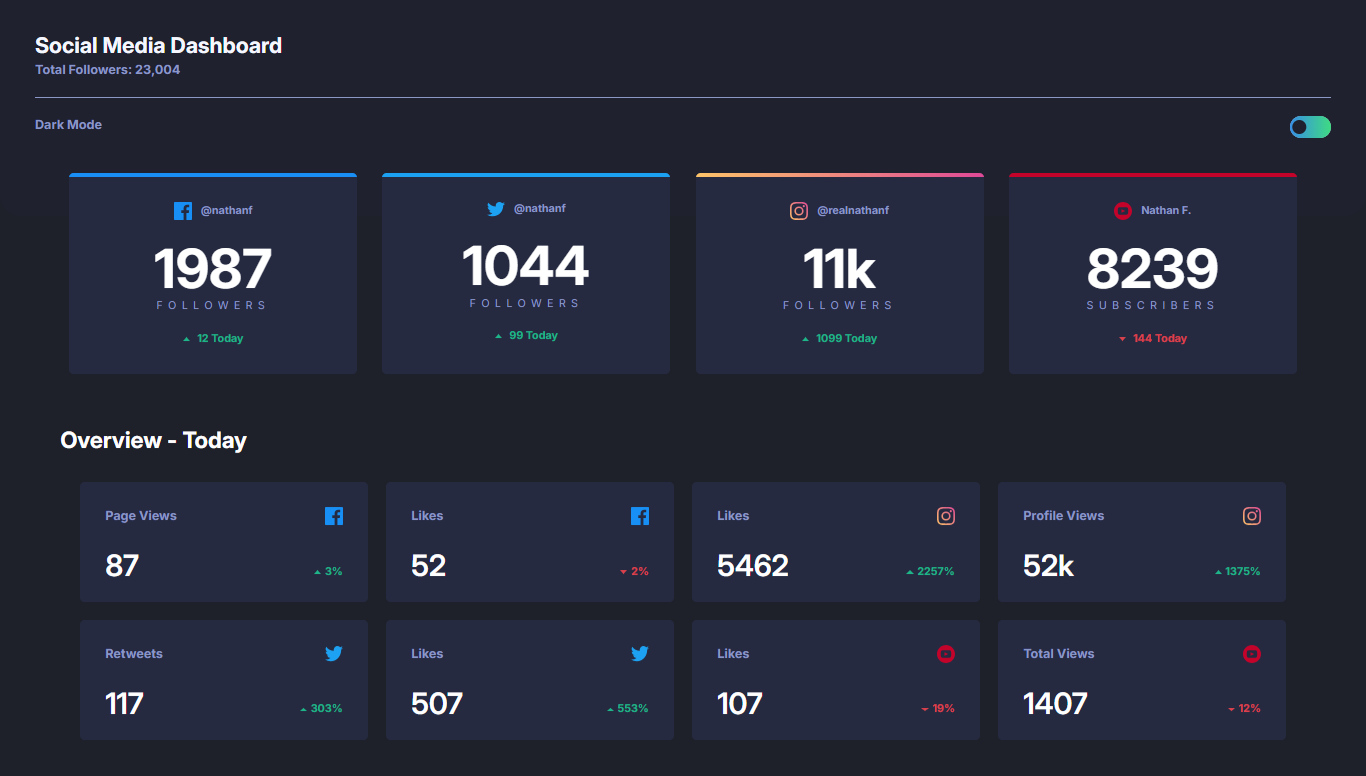 Social Media Dashboard
Total Followers: 23,004
Dark Mode
@nathanf
1987
FOLLOWERS
12 Today
@nathanf
1044
FOLLOWERS
99 Today
@realnathanf
11k
FOLLOWERS
1099 Today
Nathan F.
8239
SUBSCRIBERS
144 Today
Overview - Today
Page Views
87
3%
Likes
52
2%
Likes
5462
2257%
Profile Views
52k
1375%
Retweets
117
303%
Likes
507
553%
Likes
107
19%
Total Views
1407
12%